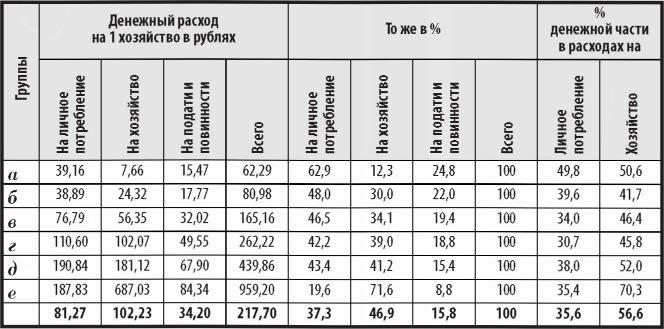 Группы
Денежный расход
на 1 хозяйство в рублях
То же в %
%
денежной части
в расходах на
На личное
потребление
На хозяйство
На подати и
повинности
Всего
На личное
потребление
На хозяйство
На подати и
повинности
Всего
Личное
потребление
Хозяйство
а 39,16 7,66 15,47 62,29 62,9 12,3 24,8 100 49,8 50,6
б 38,89 24,32 17,77 80,98 48,0 30,0 22,0 100 39,6 41,7
в 76,79 56,35 32,02 165,16 46,5 34,1 19,4 100 34,0 46,4
г 110,60 102,07 49,55 262,22 42,2 39,0 18,8 100 30,7 45,8
д 190,84 181,12 67,90 439,86 43,4 41,2 15,4 100 38,0 52,0
е 187,83 687,03 84,34 959,20 19,6 71,6 8,8 100 35,4 70,3
81,27 102,23 34,20 217,70 37,3 46,9 15,8 100 35,6 56,6